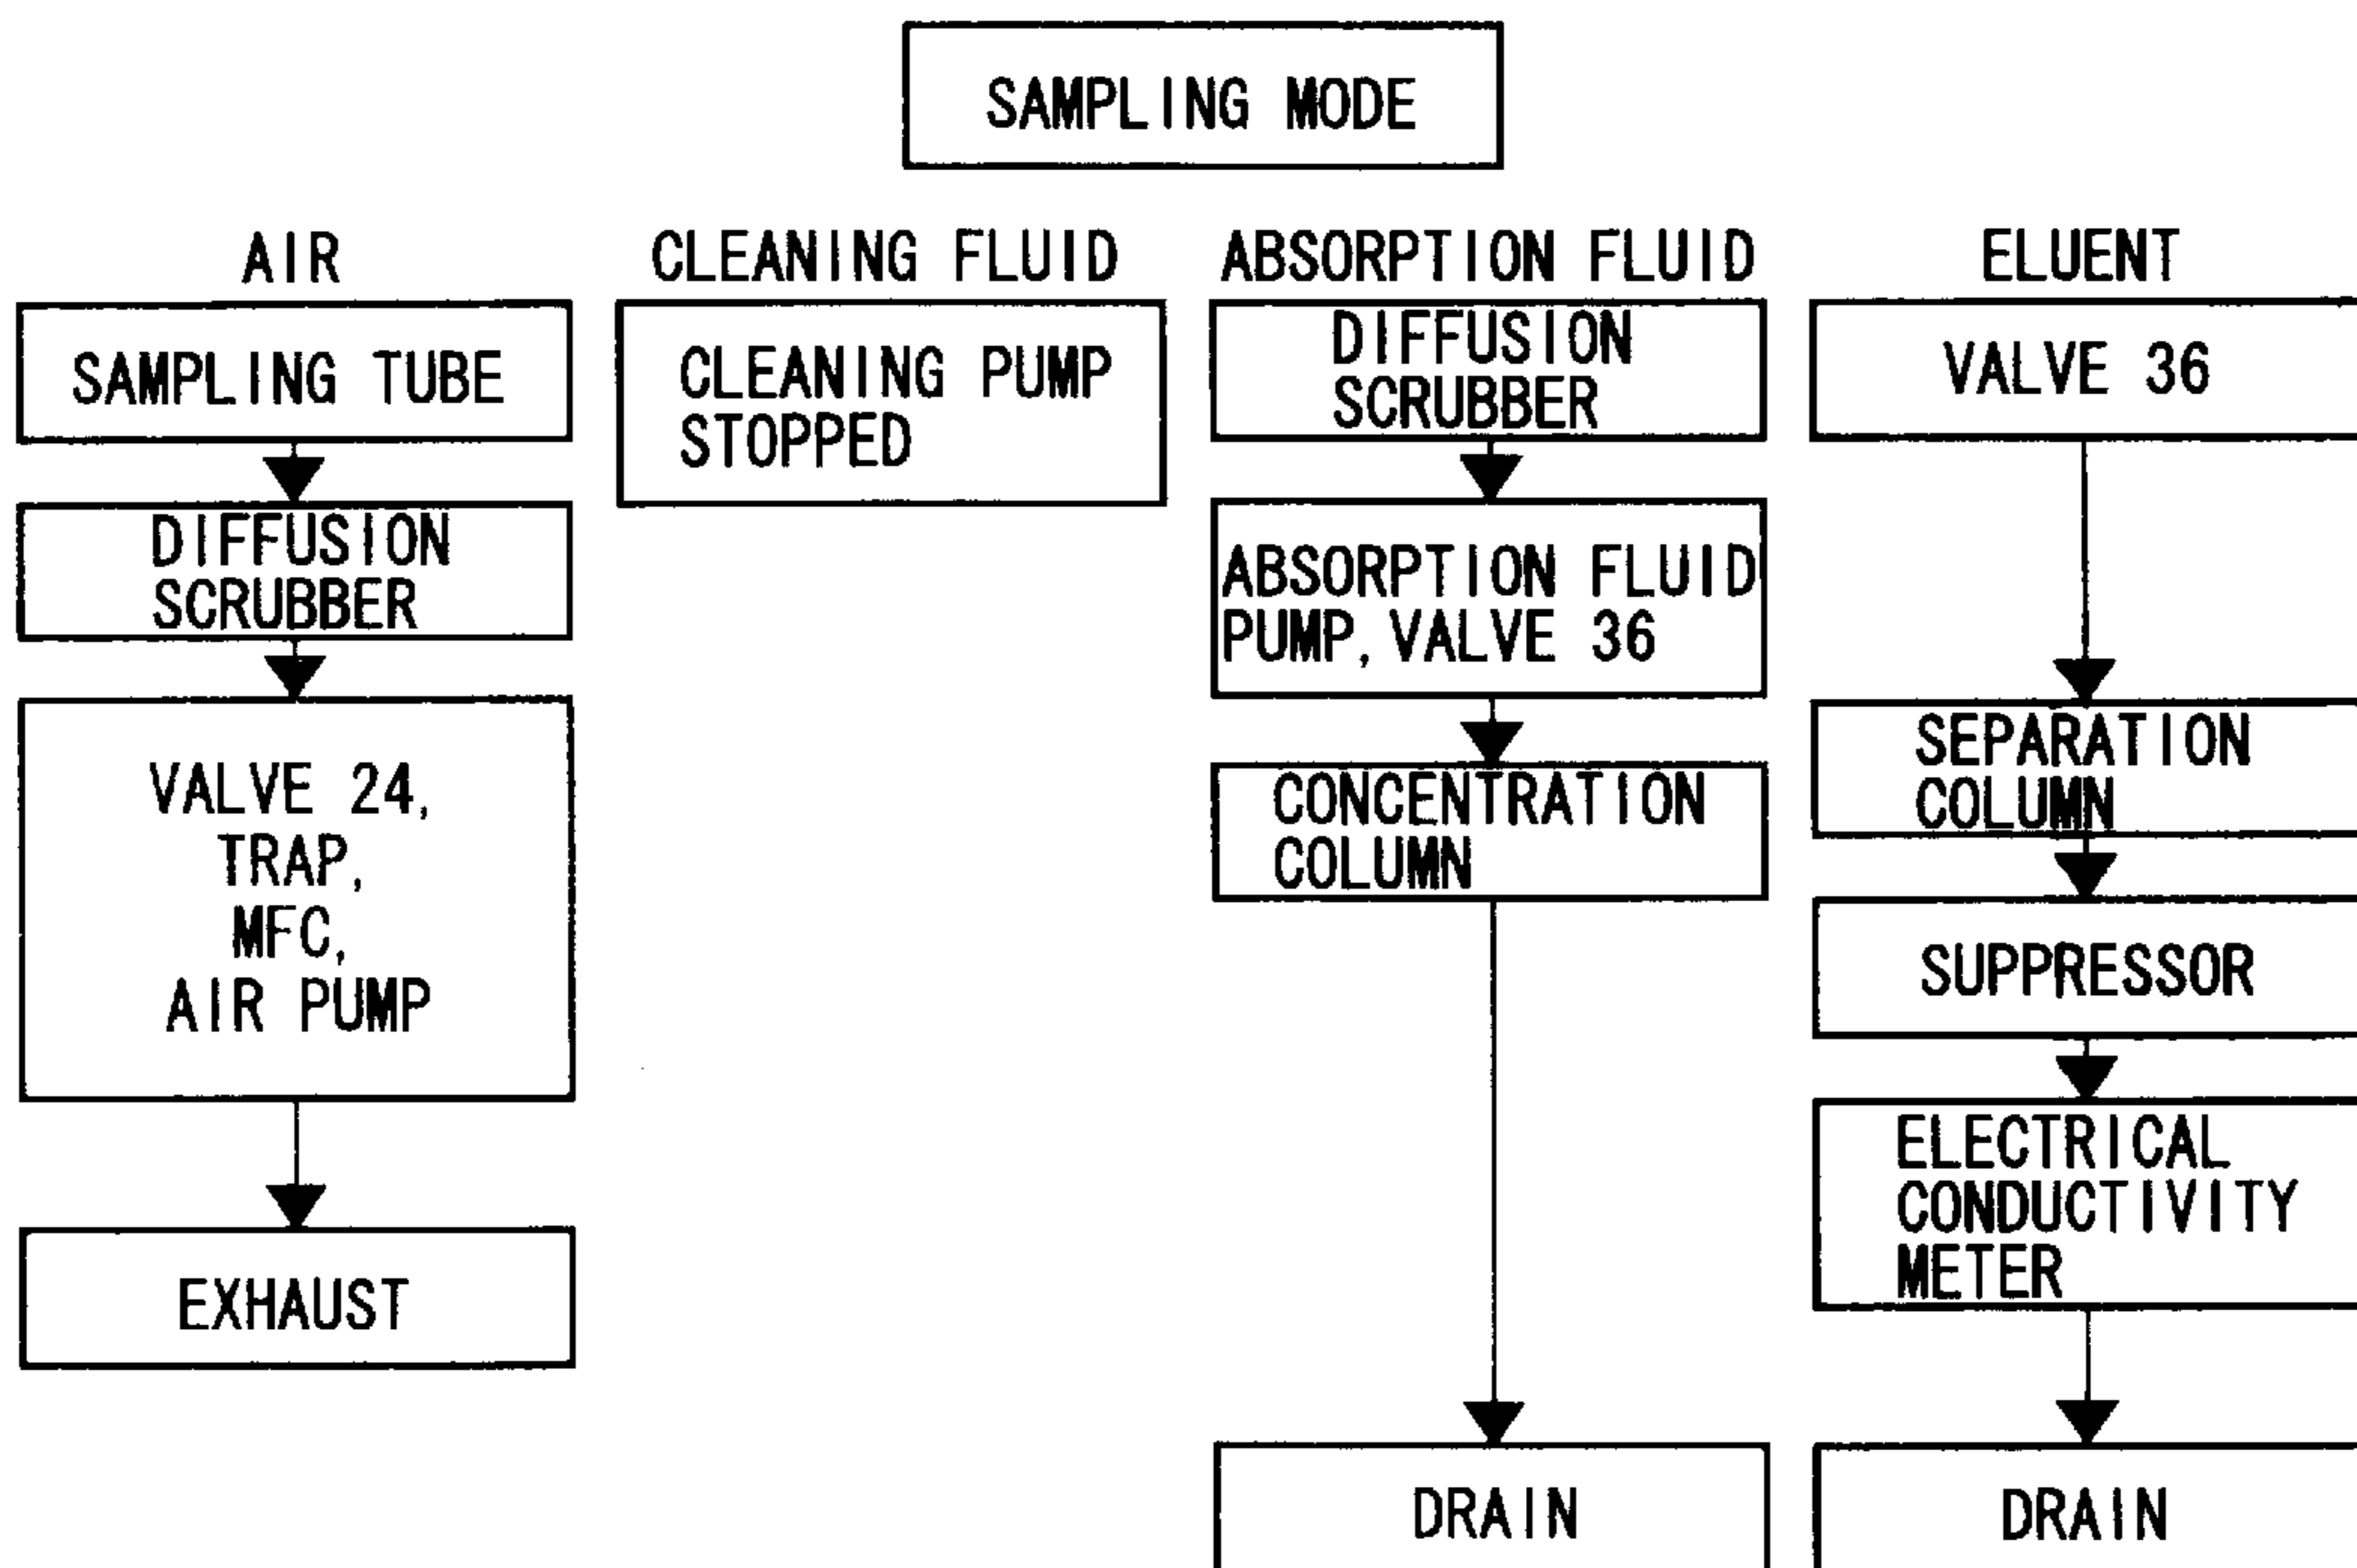 SAMPLING MODE
AIR
SAMPLING TUBE
DIFFUSION
SCRUBBER
VALVE 24,
TRAP,
MFC,
AIR PUMP
EXHAUST
CLEANING FLUID
CLEANING PUMP
STOPPED
ABSORPTION FLUID
DIFFUSION
SCRUBBER
ABSORPTION FLUID
PUMP, VALVE 36
CONCENTRATION
COLUMN
DRAIN
ELUENT
VALVE 36
SEPARATION
COLUMN
SUPPRESSOR
ELECTRICAL
CONDUCTIVITY
METER
DRAIN